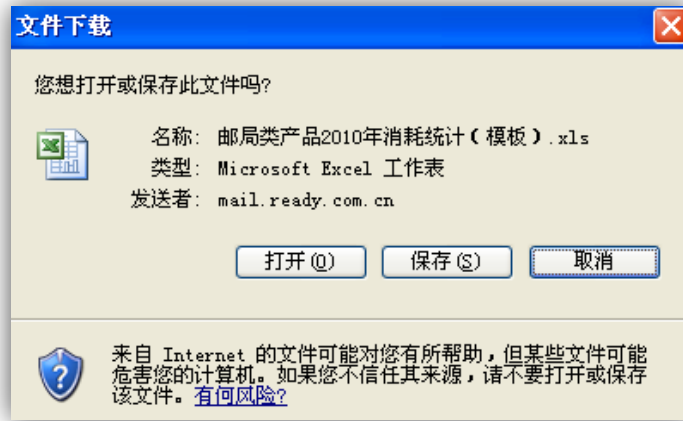 文件下载
您想打开或保存此文件吗?
名称: 邮局类产品2010年消耗统计(模板).xls
类型: Microsoft Excel 工作表
发送者: mail.ready.com.cn
打开(O) 保存(S) 取消
来自 Internet 的文件可能对您有所帮助,但某些文件可能
危害您的计算机。如果您不信任其来源,请不要打开或保存
该文件。有何风险?